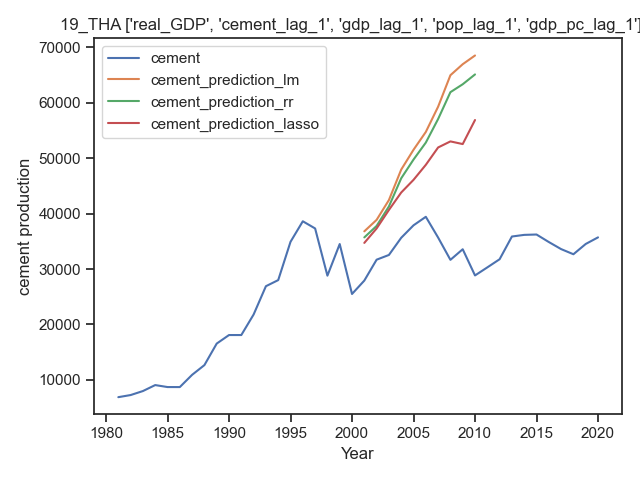 19_THA ['real_GDP', 'cement_lag_1', 'gdp_lag_1', 'pop_lag_1', 'gdp_pc_lag_1']
70000
60000
50000
40000
30000
20000
10000
cement production
cement
cement_prediction_lm
cement_prediction_rr
cement_prediction_lasso
1980 1985 1990 1995 2000 2005 2010 2015 2020
Year